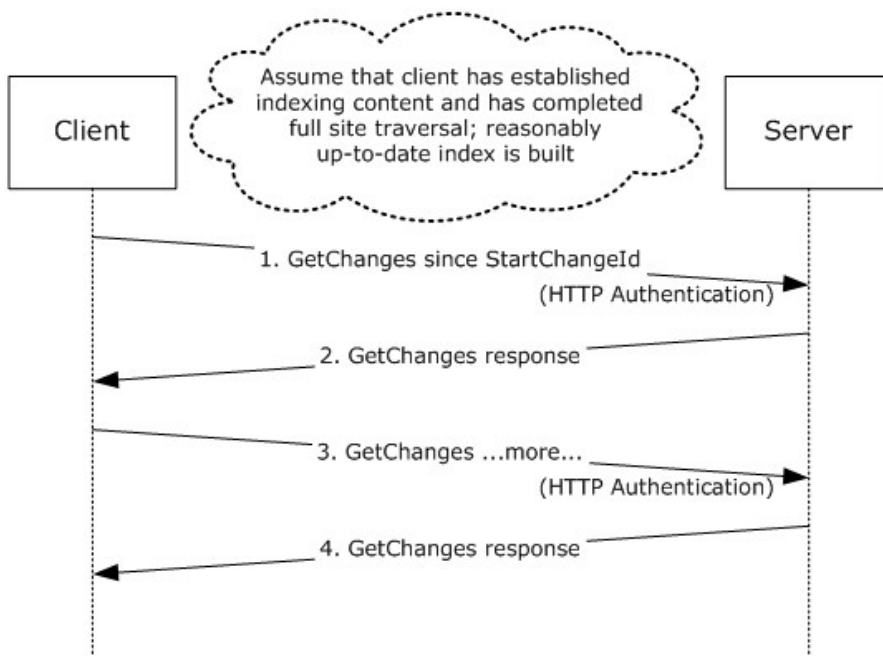 Assume that client has established
indexing content and has completed
full site traversal; reasonably
up-to-date index is built
Client
Server
1. GetChanges since StartChangeId
(HTTP Authentication)
2. GetChanges response
3. GetChanges ...more...
(HTTP Authentication)
4. GetChanges response